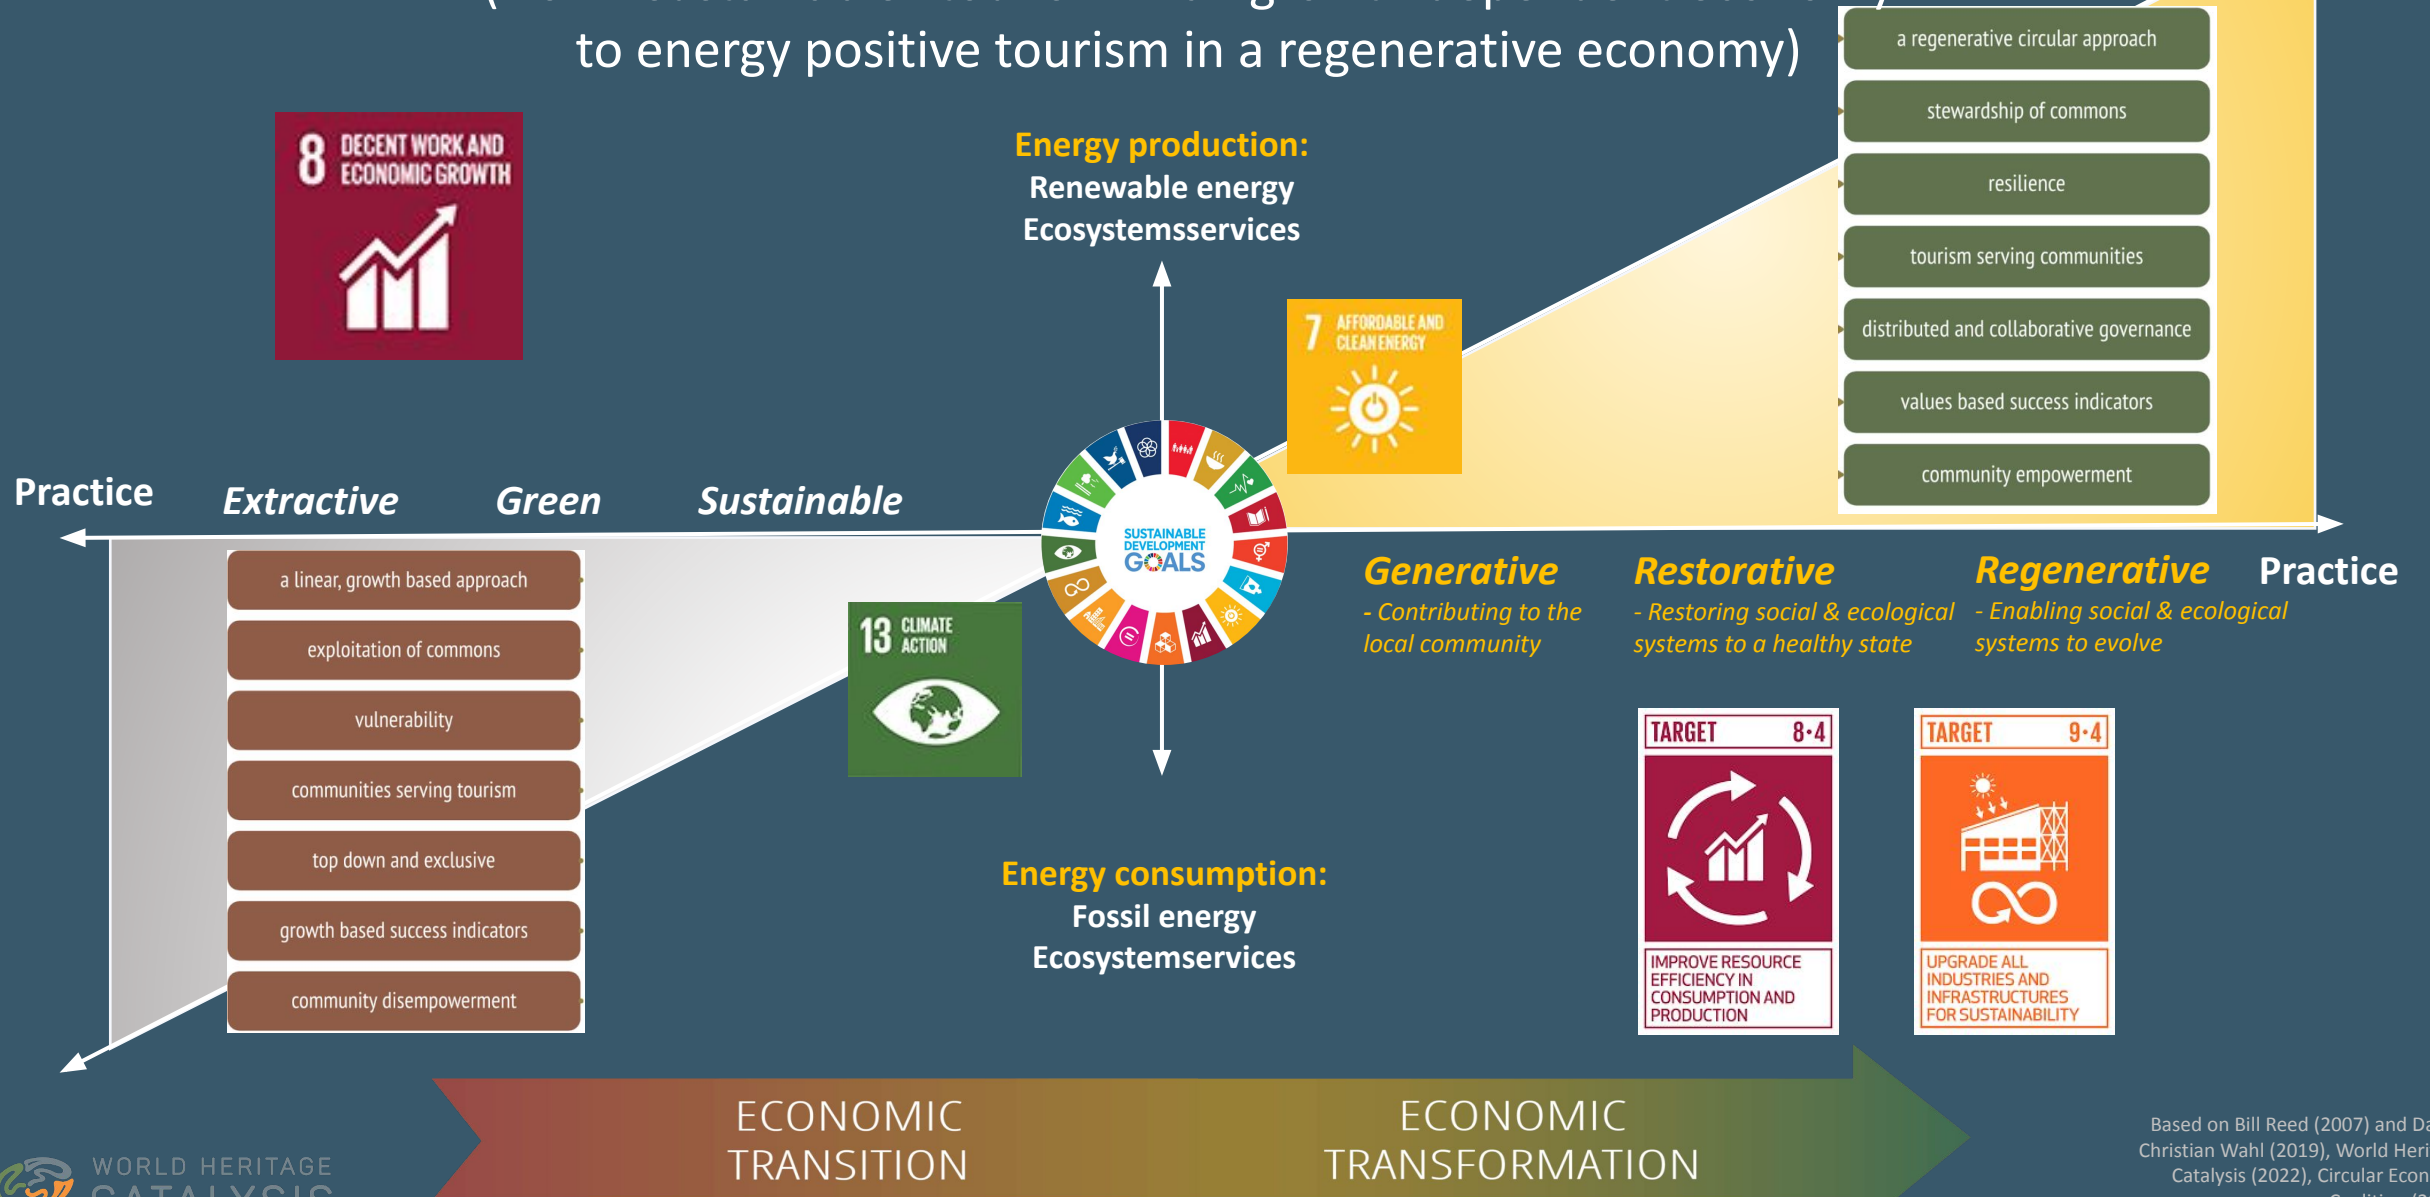 to energy positive tourism in a regenerative economy)
a regenerative circular approach
stewardship of commons
resilience
tourism serving communities
distributed and collaborative governance
values based success indicators
community empowerment
8 DECENT WORK AND
ECONOMIC GROWTH
Energy production:
Renewable energy
Ecosystemsservices
7 AFFORDABLE AND
CLEAN ENERGY
Practice
Extractive
Green
Sustainable
SUSTAINABLE
DEVELOPMENT
GOALS
a linear, growth based approach
exploitation of commons
vulnerability
communities serving tourism
top down and exclusive
growth based success indicators
community disempowerment
13 CLIMATE
ACTION
Generative
- Contributing to the
local community
Restorative
- Restoring social & ecological
systems to a healthy state
Regenerative
- Enabling social & ecological
systems to evolve
Practice
Energy consumption:
Fossil energy
Ecosystemservices
TARGET 8·4
IMPROVE RESOURCE
EFFICIENCY IN
CONSUMPTION AND
PRODUCTION
TARGET 9·4
UPGRADE ALL
INDUSTRIES AND
INFRASTRUCTURES
FOR SUSTAINABILITY
ECONOMIC
TRANSITION
ECONOMIC
TRANSFORMATION
WORLD HERITAGE
CATALYSIS
Based on Bill Reed (2007) and
Christian Wahl (2019), World
Catalysis (2022), Circular